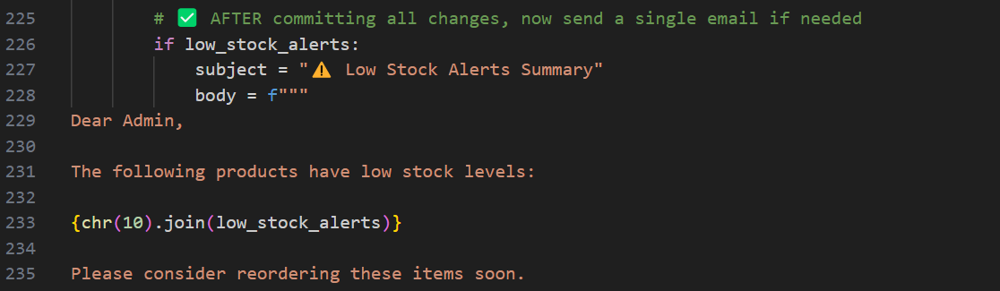 225 # ✅ AFTER committing all changes, now send a single email if needed
226 if low_stock_alerts:
227 subject = "⚠️ Low Stock Alerts Summary"
228 body = f"""
229 Dear Admin,
230
231 The following products have low stock levels:
232
233 {chr(10).join(low_stock_alerts)}
234
235 Please consider reordering these items soon.